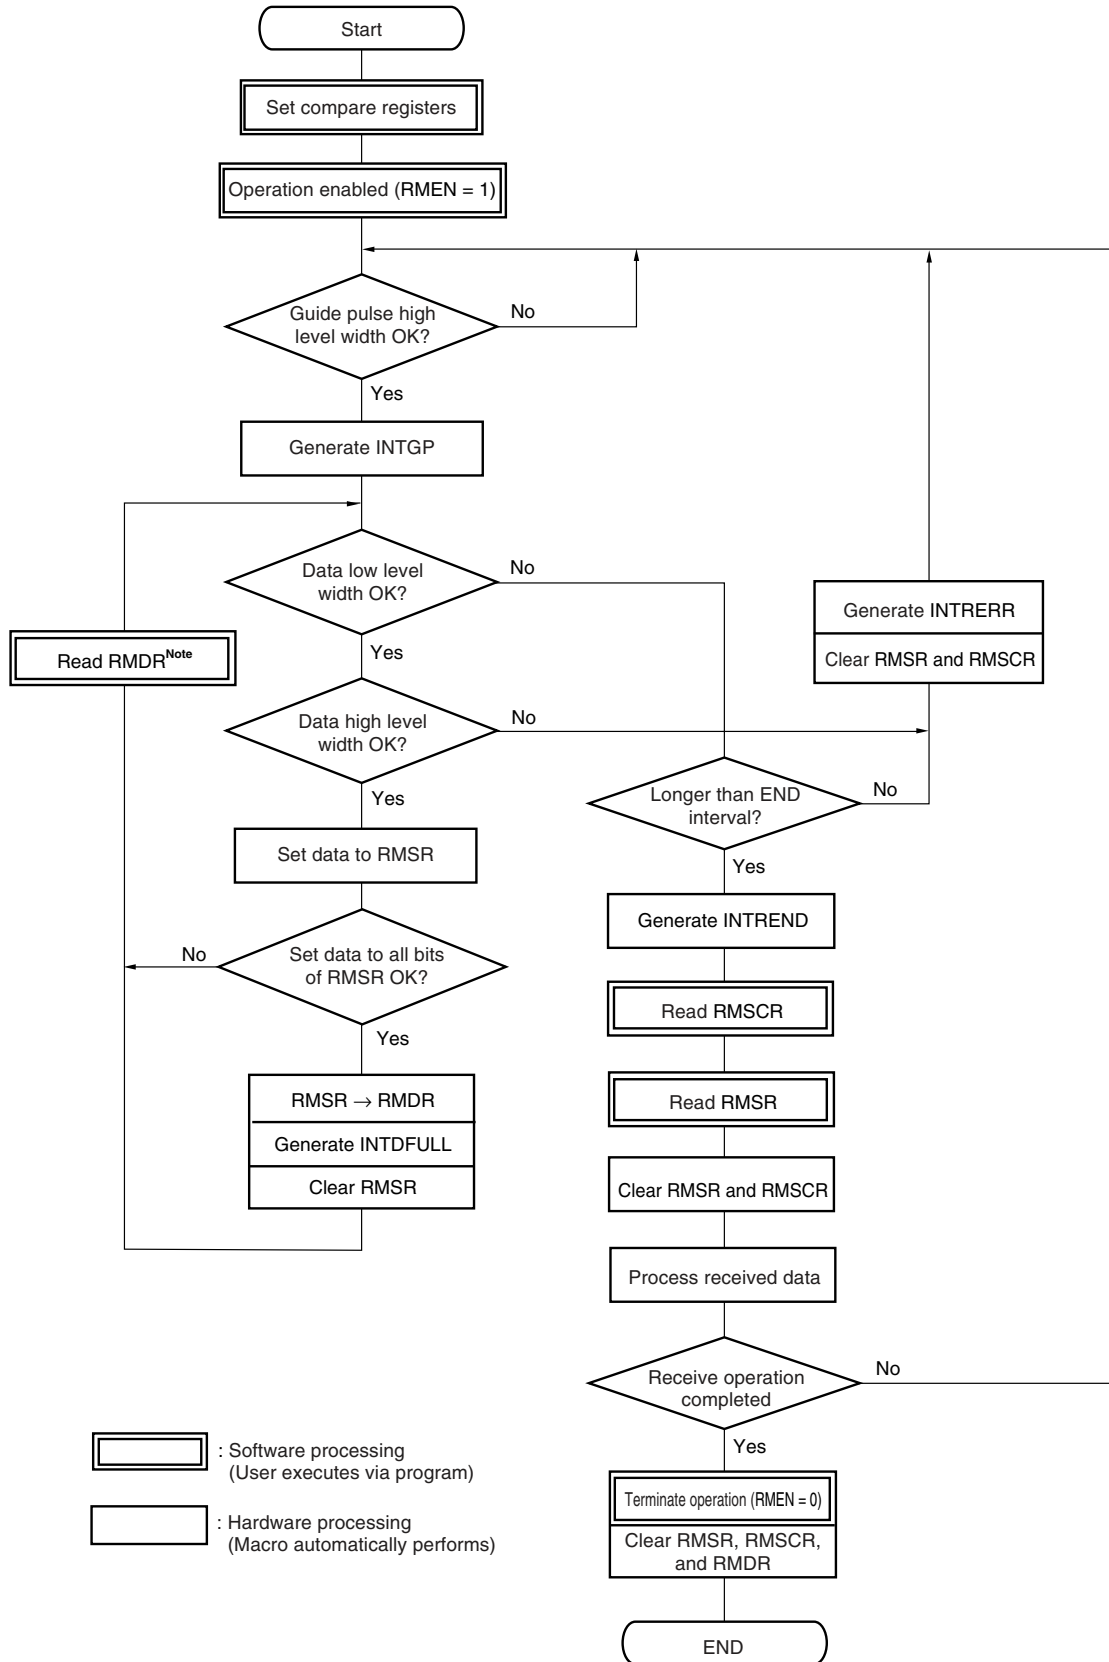 Start
Set compare registers
Operation enabled (RMEN = 1)
Guide pulse high
level width OK?
No
Yes
Generate INTGP
Data low level
width OK?
No
Yes
Generate INTRERR
Clear RMSR and RMSCR
Read RMDRNote
Data high level
width OK?
No
Yes
Longer than END
interval?
No
Yes
Set data to RMSR
Generate INTREND
Set data to all bits
of RMSR OK?
No
Yes
Read RMSCR
RMSR → RMDR
Generate INTDFULL
Clear RMSR
Read RMSR
Clear RMSR and RMSCR
Process received data
Receive operation
completed
No
Yes
: Software processing
(User executes via program)
: Hardware processing
(Macro automatically performs)
Terminate operation (RMEN = 0)
Clear RMSR, RMSCR,
and RMDR
END